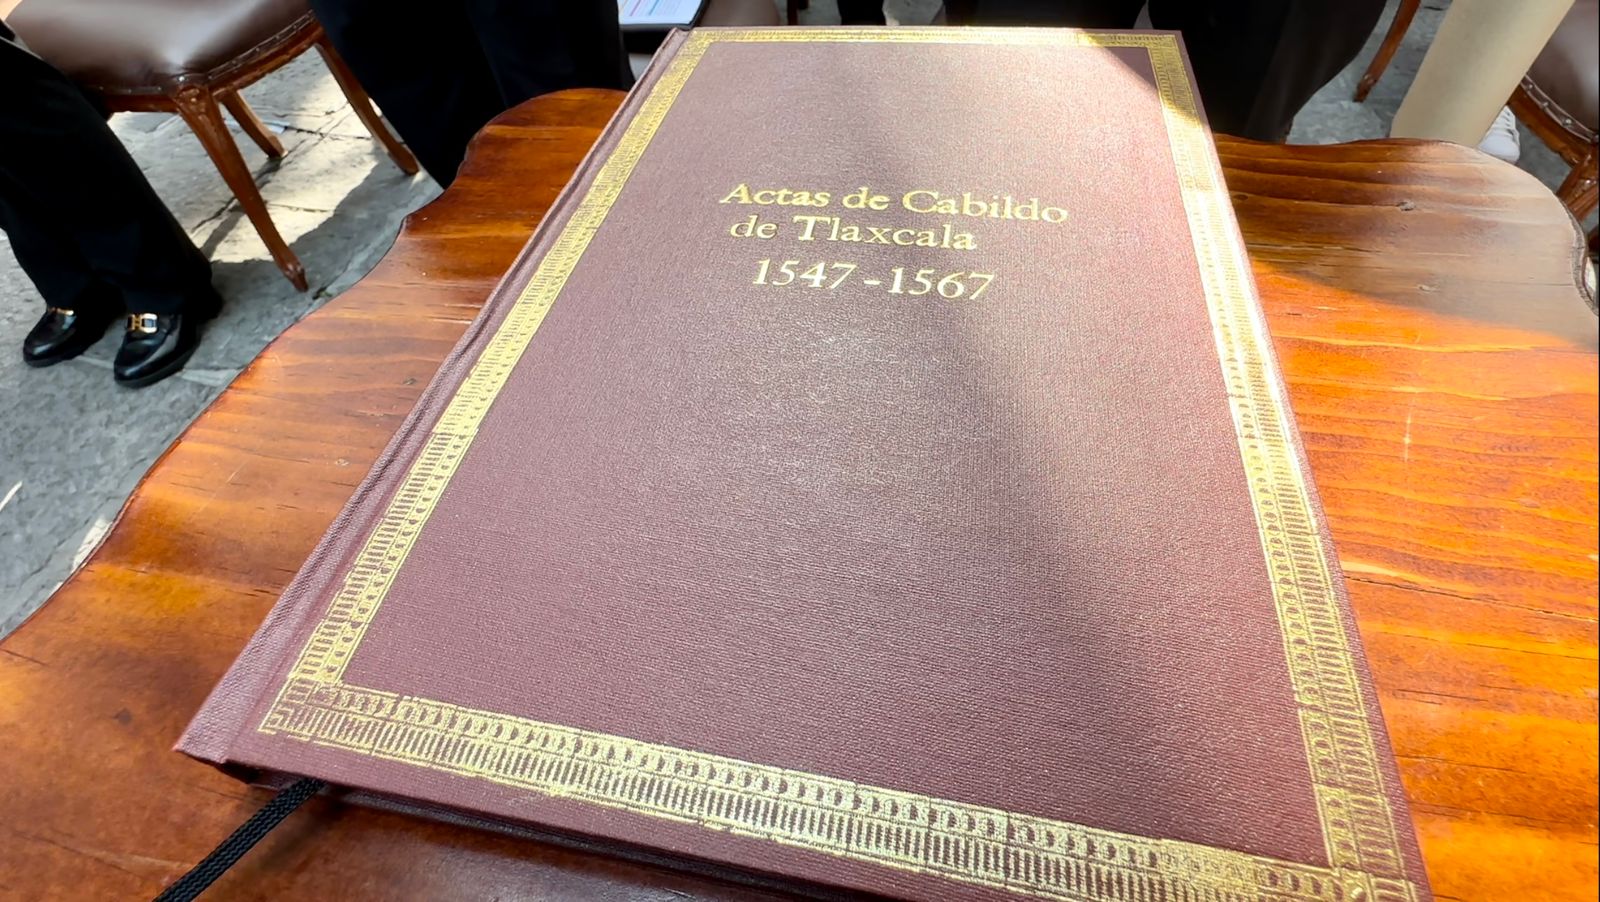 Actas de Cabildo
de Tlaxcala
1547-1567